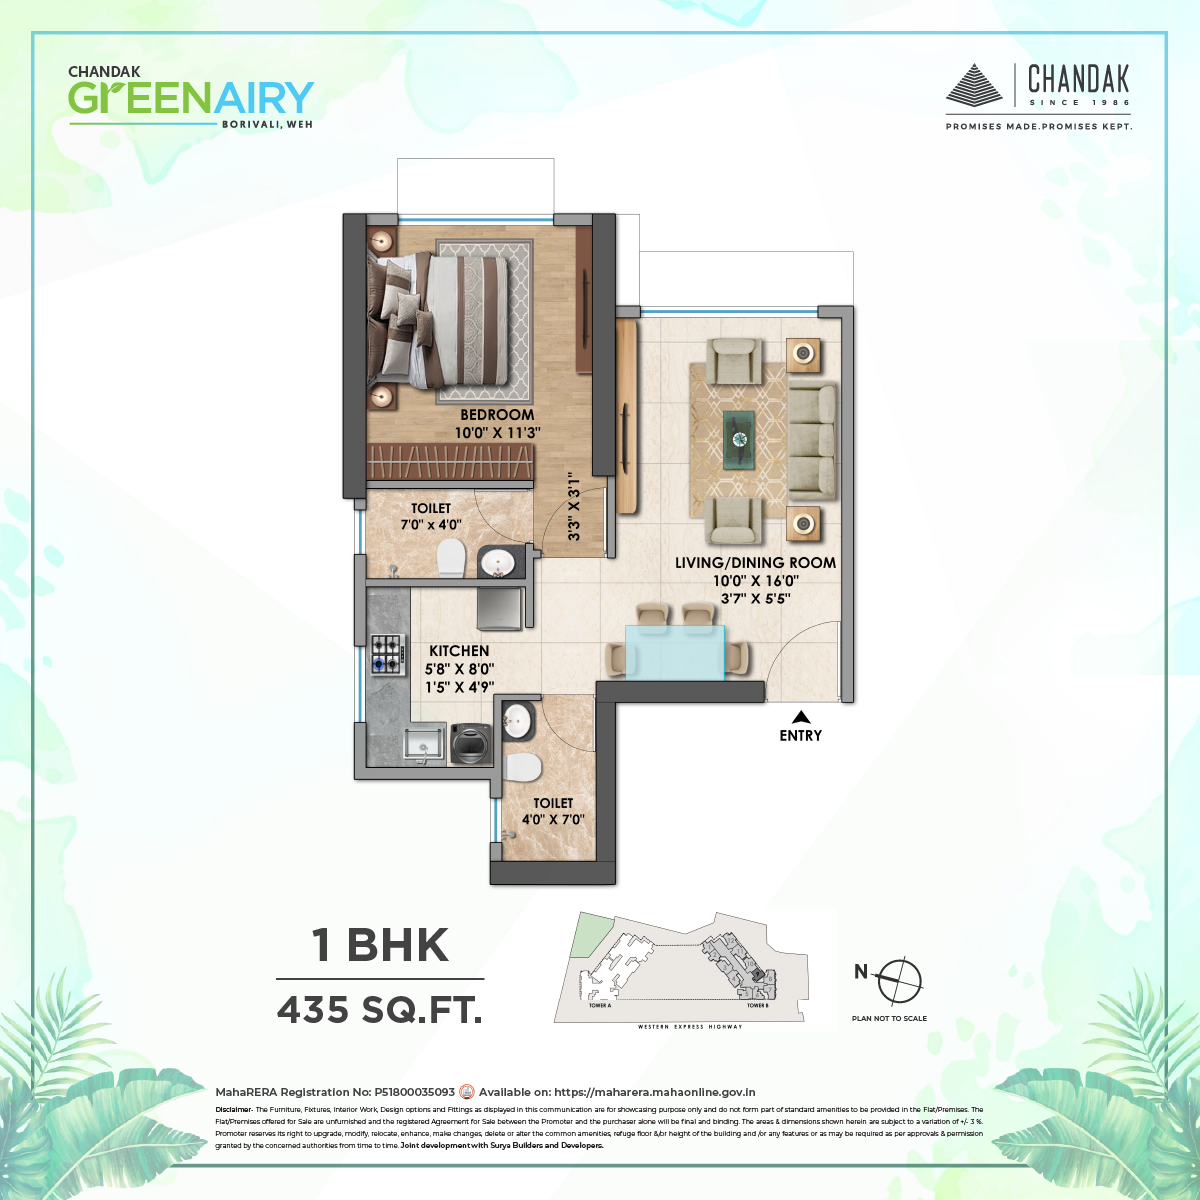 CHANDAK
GrEENAIRY
BORIVALI, WEH
CHANDAK
SINCE 1986
PROMISES MADE.PROMISES KEPT.
BEDROOM
10'0" X 11'3"
3'3" X 3'1"
TOILET
7'0" x 4'0"
LIVING/DINING ROOM
10'0" X 16'0"
3'7" X 5'5"
KITCHEN
5'8" X 8'0"
1'5" X 4'9"
ENTRY
TOILET
4'0" X 7'0"
1 BHK
435 SQ.FT.
TOWER A
TOWER B
WESTERN EXPRESS HIGHWAY
N
PLAN NOT TO SCALE
MahaRERA Registration No: P51800035093 Available on: https://maharera.mahaonline.gov.in
Disclaimer- The Furniture, Fixtures, Interior Work, Design options and Fittings as displayed in this communication are for showcasing purpose only and do not form part of standard amenities to be provided in the Flat/Premises. The
Flat/Premises offered for Sale are unfurnished and the registered Agreement for Sale between the Promoter and the purchaser alone will be final and binding. The areas & dimensions shown herein are subject to a variation of +/- 3 %.
Promoter reserves its right to upgrade, modify, relocate, enhance, make changes, delete or alter the common amenities, refuge floor &/or height of the building and /or any features or as may be required as per approvals & permission
granted by the concerned authorities from time to time. Joint development with Surya Builders and Developers.